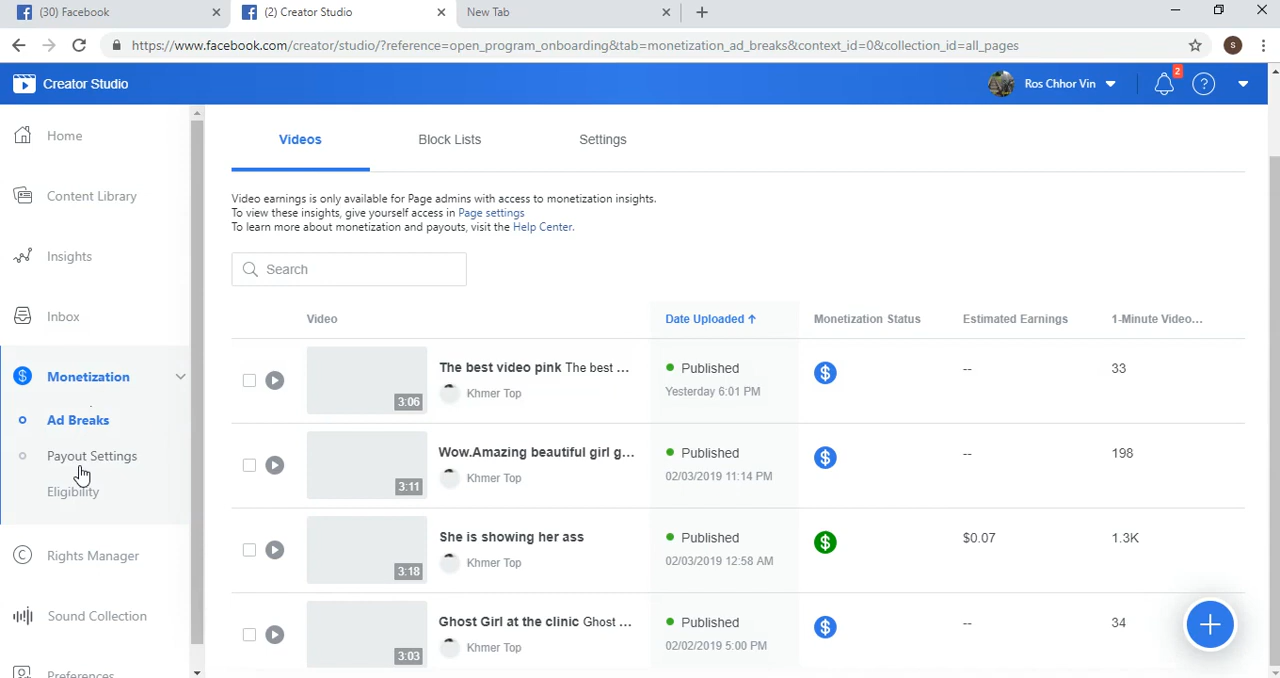 (30) Facebook
(2) Creator Studio
New Tab
https://www.facebook.com/creator/studio/?reference=open_program_onboarding&tab=monetization_ad_breaks&context_id=0&collection_id=all_pages
S
Creator Studio
Ros Chhor Vin
2
?
Home
Content Library
Insights
Inbox
$ Monetization
Ad Breaks
Payout Settings
Eligibility
Rights Manager
Sound Collection
Preferences
Videos
Block Lists
Settings
Video earnings is only available for Page admins with access to monetization insights.
To view these insights, give yourself access in Page settings
To learn more about monetization and payouts, visit the Help Center.
Search
Video
Date Uploaded ↑
Monetization Status
Estimated Earnings
1-Minute Video...
3:06
The best video pink The best ...
Khmer Top
Published
Yesterday 6:01 PM
$
--
33
3:11
Wow.Amazing beautiful girl g...
Khmer Top
Published
02/03/2019 11:14 PM
$
--
198
3:18
She is showing her ass
Khmer Top
Published
02/03/2019 12:58 AM
$
$0.07
1.3K
3:03
Ghost Girl at the clinic Ghost ...
Khmer Top
Published
02/02/2019 5:00 PM
$
--
34